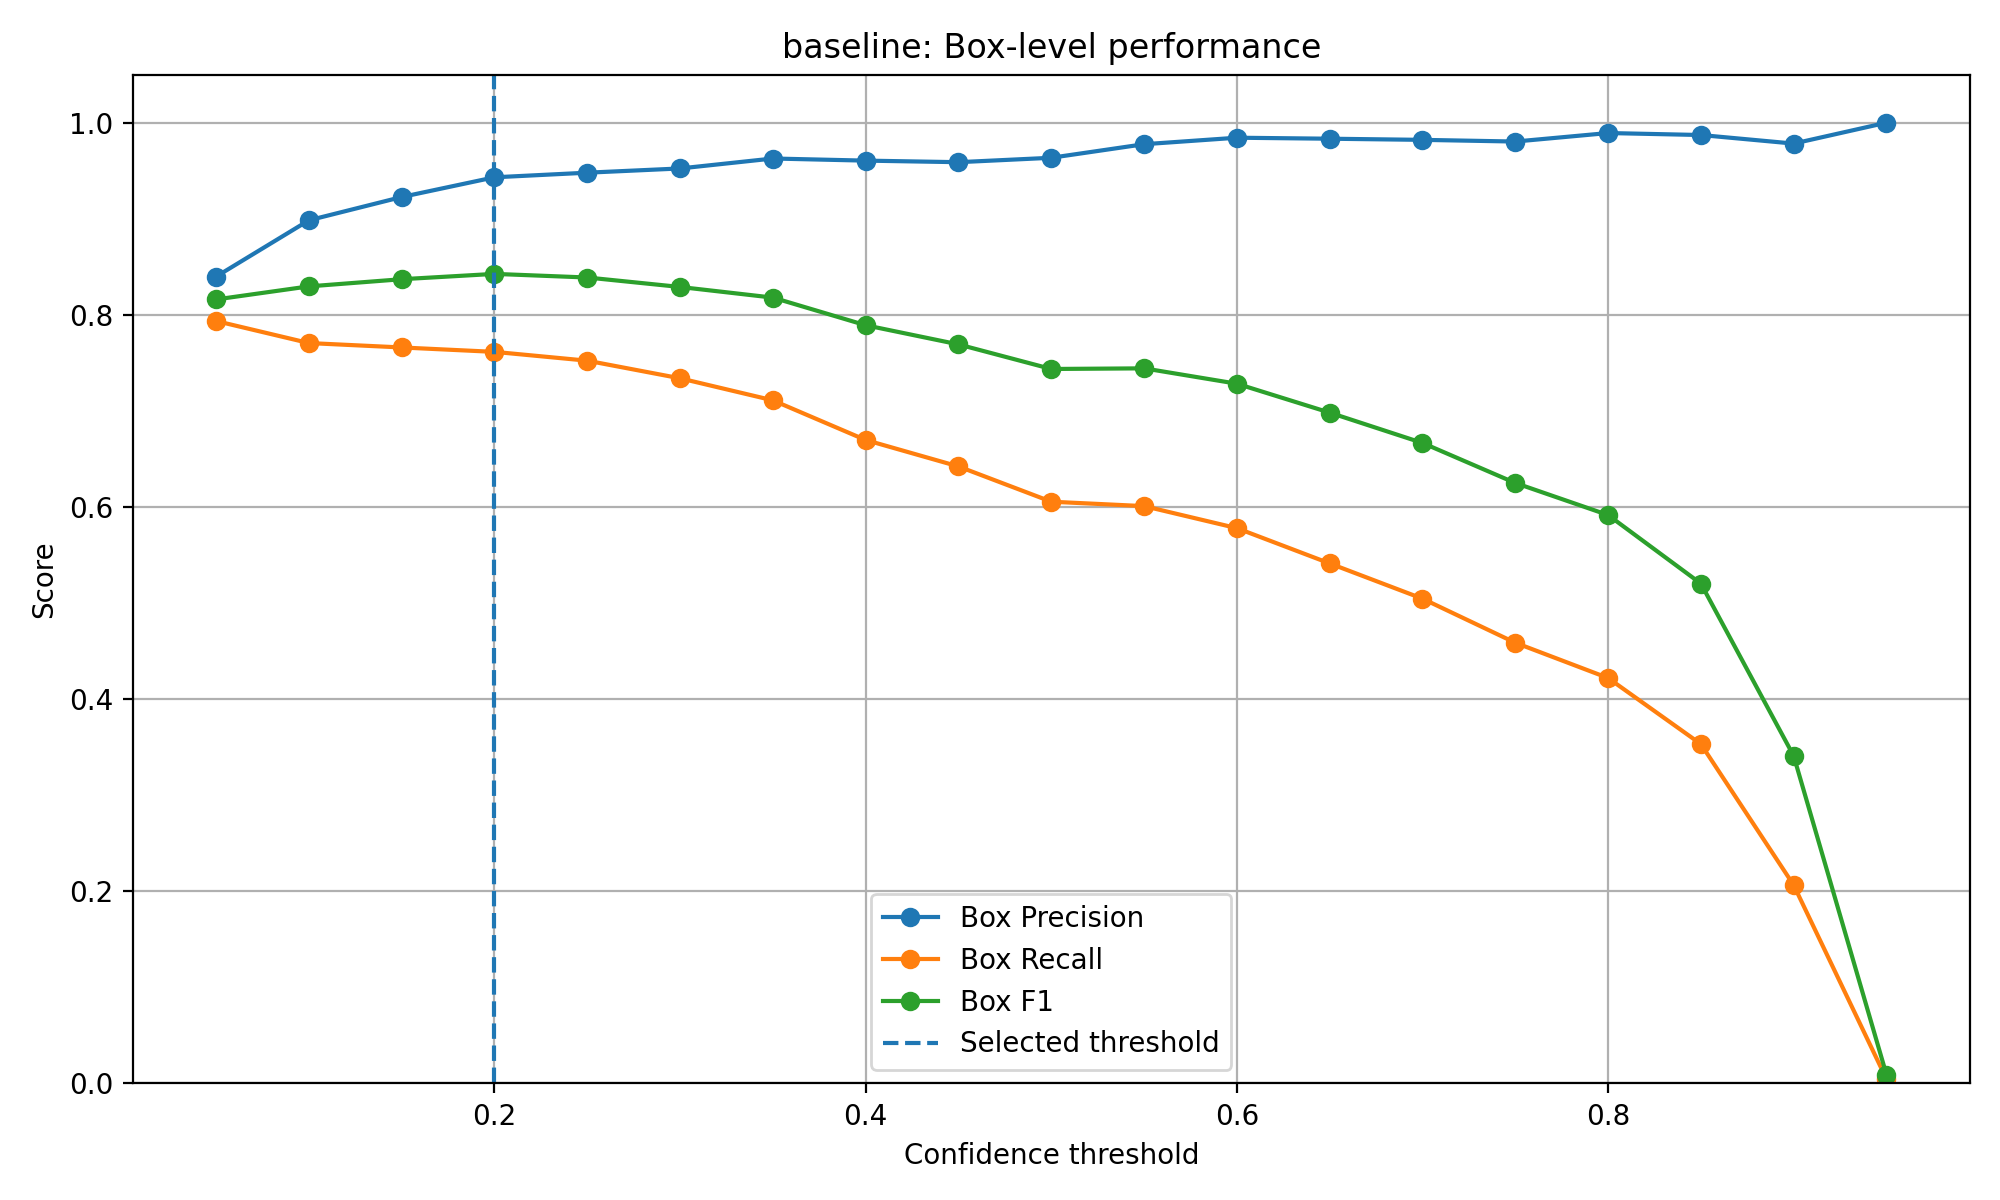 baseline: Box-level performance
1.0
0.8
0.6
0.4
0.2
0.0
Score
Box Precision
Box Recall
Box F1
Selected threshold
0.2 0.4 0.6 0.8
Confidence threshold